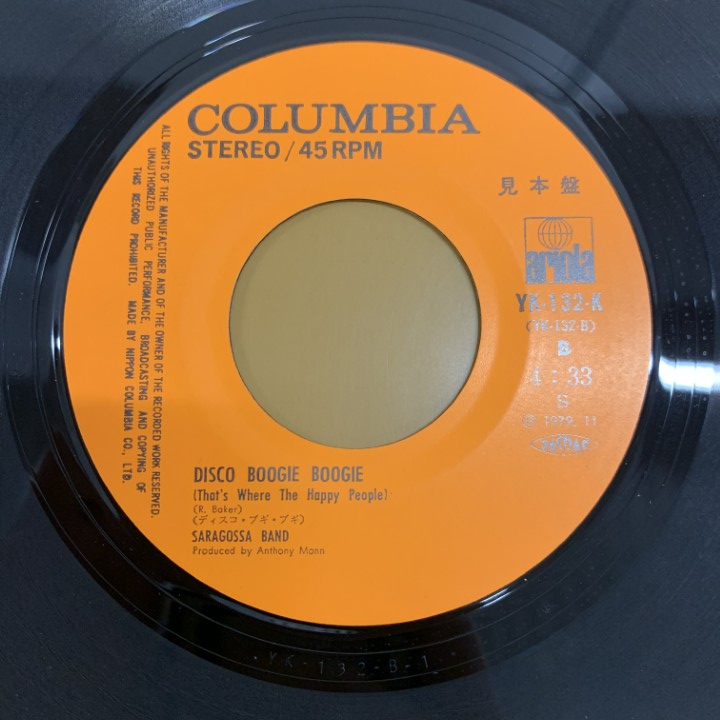 COLUMBIA
STEREO/45RPM
見本盤
ariola
YK-132-K
(YK-132-B)
B
4:33
S
Ⓟ 1979.11
DISCO BOOGIE BOOGIE
(That's Where The Happy People)
(R. Baker)
(ディスコ・ブギ・ブギ)
SARAGOSSA BAND
Produced by Anthony Monn
ALL RIGHTS OF THE MANUFACTURER AND OF THE OWNER OF THE RECORDED WORK RESERVED.
UNAUTHORIZED PUBLIC PERFORMANCE, BROADCASTING AND COPYING OF
THIS RECORD PROHIBITED. MADE BY NIPPON COLUMBIA CO., LTD.
YK-132-B-1